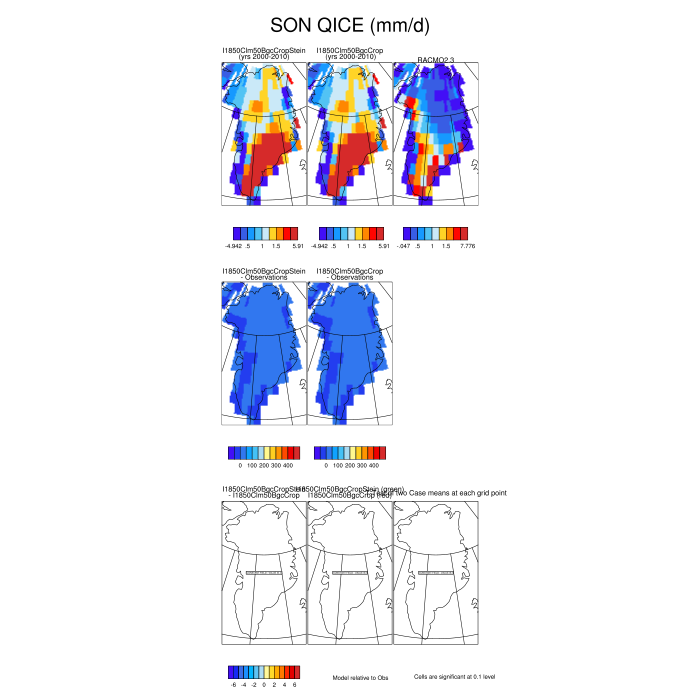 SON QICE (mm/d)
I1850Clm50BgcCropStein
(yrs 2000-2010)
I1850Clm50BgcCrop
(yrs 2000-2010)
RACMO2.3
-4.942 .5 1 1.5 5.91
-4.942 .5 1 1.5 5.91
-.047 .5 1 1.5 7.776
I1850Clm50BgcCropStein
- Observations
I1850Clm50BgcCrop
- Observations
0 100 200 300 400
0 100 200 300 400
I1850Clm50BgcCropStein
- I1850Clm50BgcCrop
I1850Clm50BgcCropStein (green)
I1850Clm50BgcCrop (red)
of two Case means at each grid point
-6 -4 -2 0 2 4 6
Model relative to Obs
Cells are significant at 0.1 level